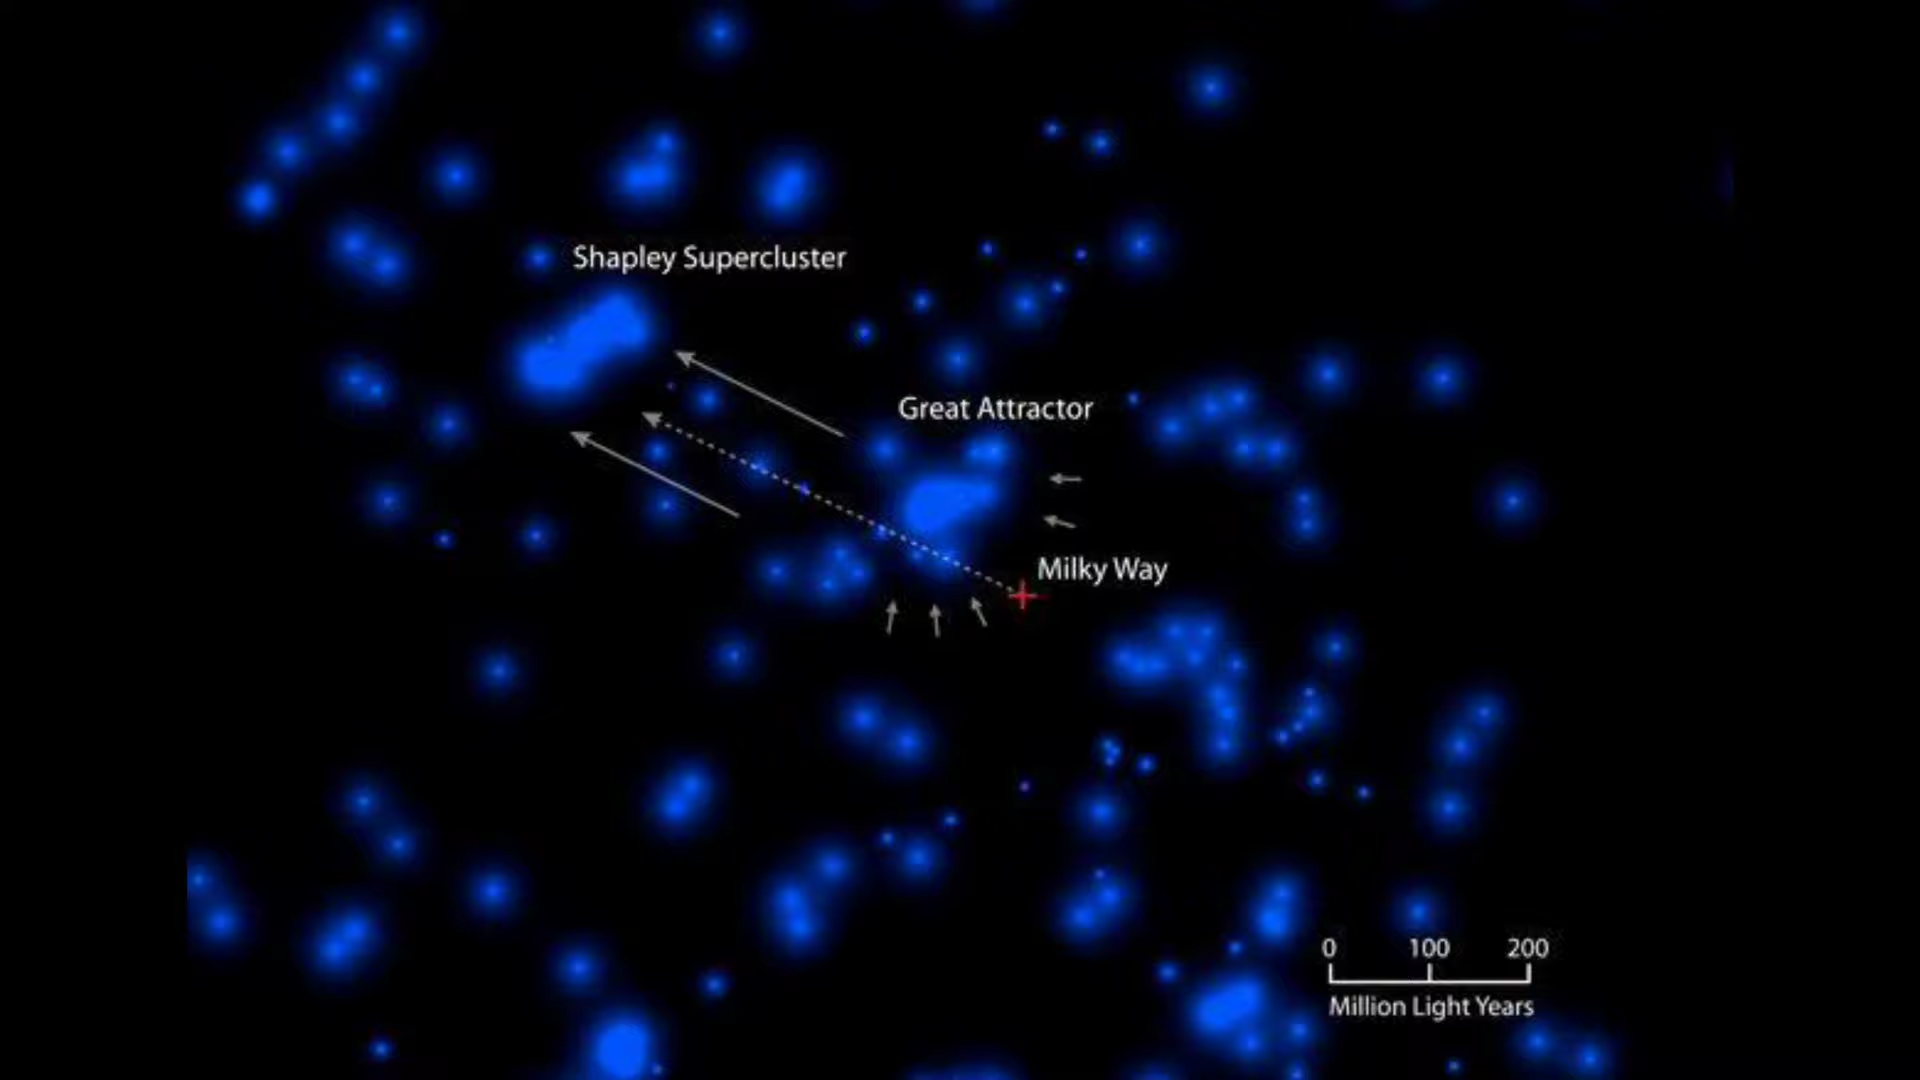 Shapley Supercluster
Great Attractor
Milky Way
0 100 200
Million Light Years